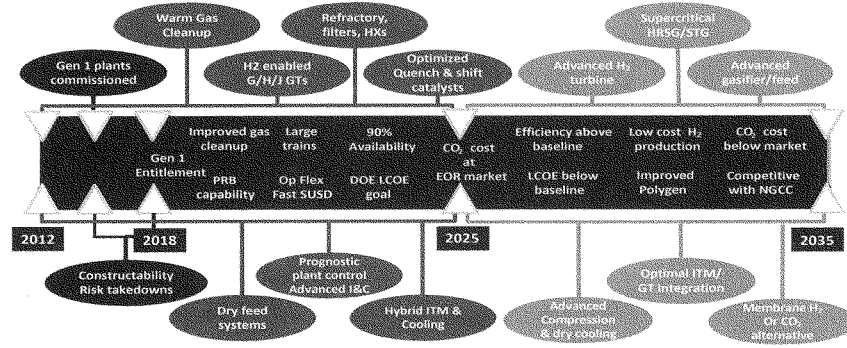 Warm Gas
Cleanup
Refractory,
filters, HXs
Supercritical
HRSG/STG
Gen 1 plants
commissioned
H2 enabled
G/H/J GTs
Optimized
Quench & shift
catalysts
Advanced H₂
turbine
Advanced
gasifier/feed
Gen 1
Entitlement
Improved gas
cleanup
PRB
capability
Large
trains
Op Flex
Fast SUSD
90%
Availability
DOE LCOE
goal
CO₂ cost
at
EOR market
Efficiency above
baseline
LCOE below
baseline
Low cost H₂
production
Improved
Polygen
CO₂ cost
below market
Competitive
with NGCC
2012
2018
2025
2035
Constructability
Risk takedowns
Prognostic
plant control
Advanced I&C
Optimal ITM/
GT integration
Dry feed
systems
Hybrid ITM &
Cooling
Advanced
Compression
& dry cooling
Membrane H₂
Or CO₂
alternative